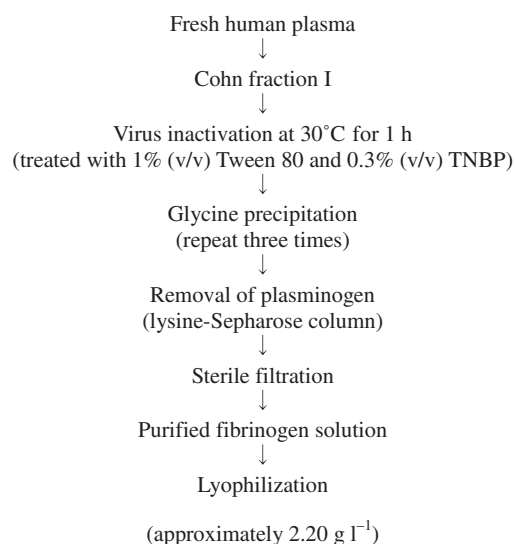 Fresh human plasma
↓
Cohn fraction I
↓
Virus inactivation at 30˚C for 1 h
(treated with 1% (v/v) Tween 80 and 0.3% (v/v) TNBP)
↓
Glycine precipitation
(repeat three times)
↓
Removal of plasminogen
(lysine-Sepharose column)
↓
Sterile filtration
↓
Purified fibrinogen solution
↓
Lyophilization
(approximately 2.20 g l⁻¹)